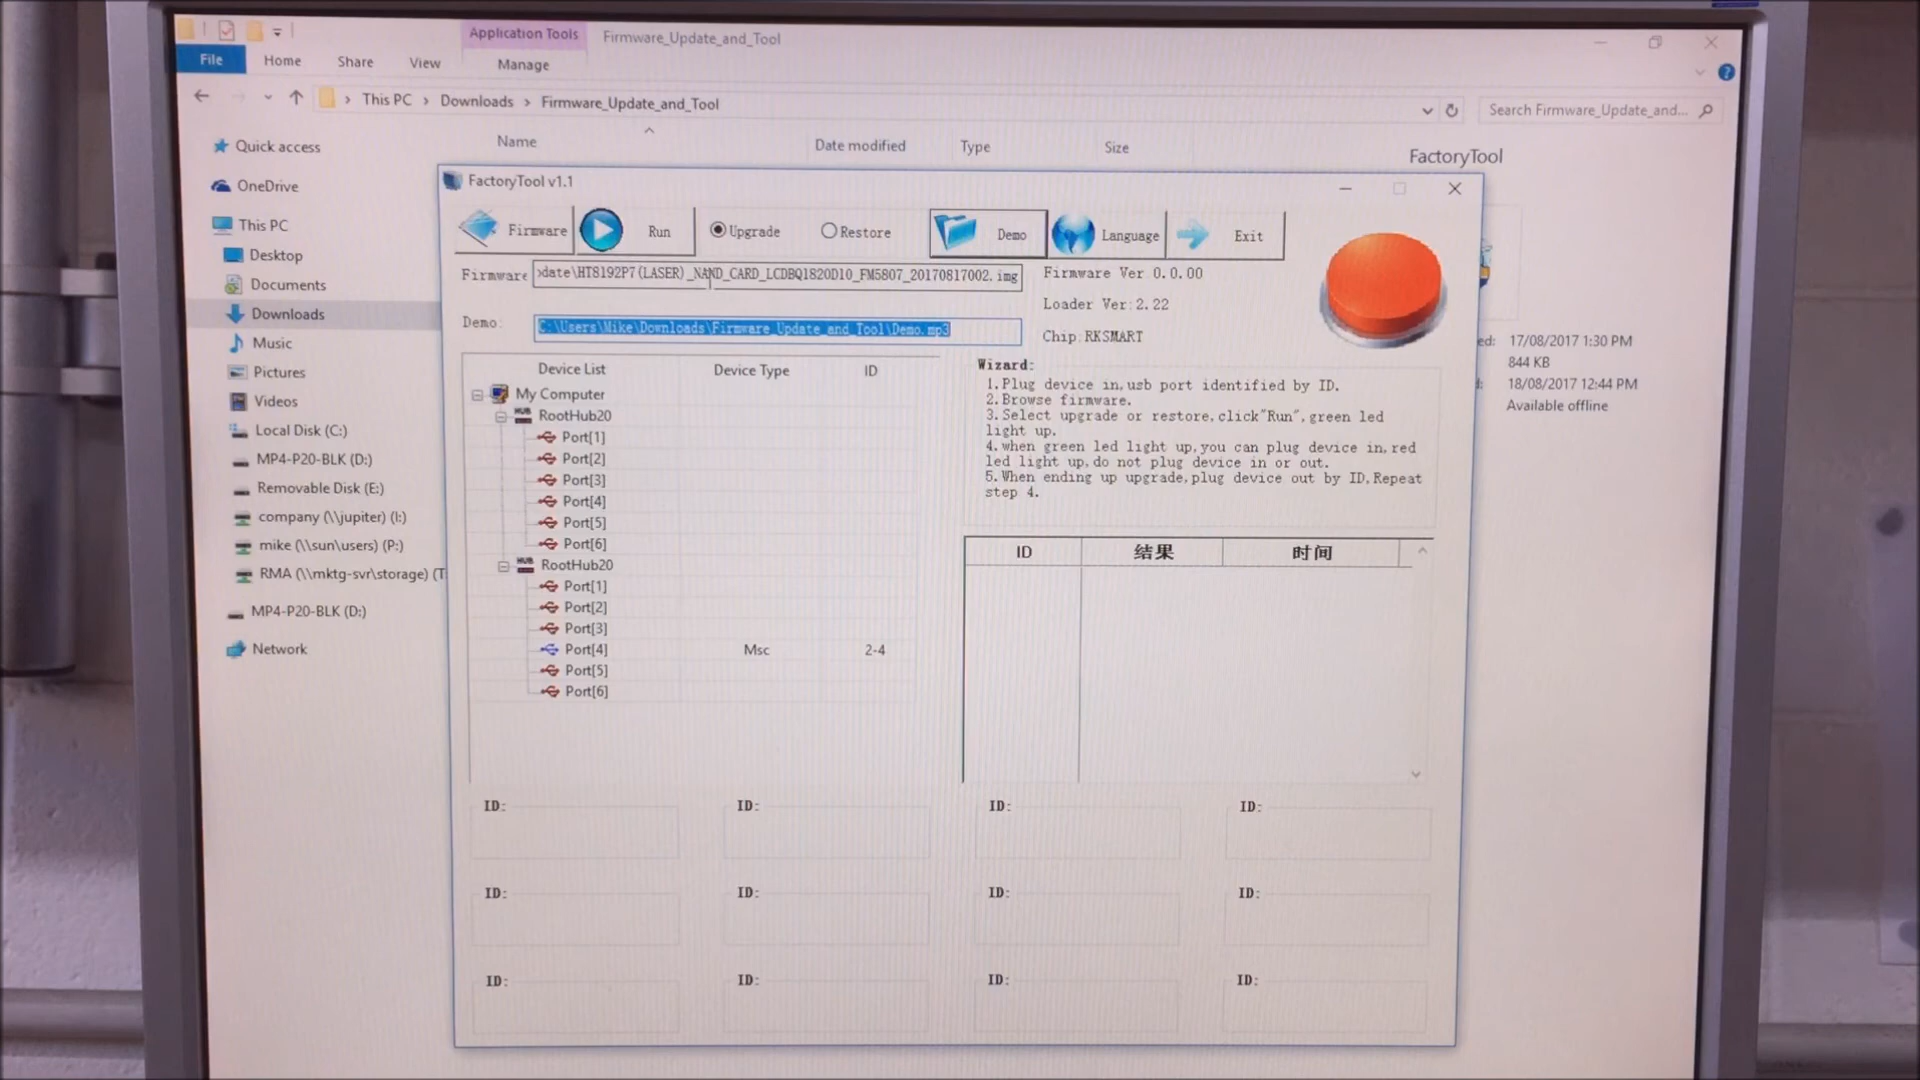 Application Tools
Firmware_Update_and_Tool
File
Home
Share
View
Manage
This PC
Downloads
Firmware_Update_and_Tool
Search Firmware_Update_and...
Name
Date modified
Type
Size
Quick access
OneDrive
This PC
Desktop
Documents
Downloads
Music
Pictures
Videos
Local Disk (C:)
MP4-P20-BLK (D:)
Removable Disk (E:)
company (\\jupiter) (I:)
mike (\\sun\users) (P:)
RMA (\\mktg-svr\storage) (T
MP4-P20-BLK (D:)
Network
FactoryTool
ed: 17/08/2017 1:30 PM
844 KB
18/08/2017 12:44 PM
Available offline
FactoryTool v1.1
Firmware
Run
Upgrade
Restore
Demo
Language
Exit
Firmware
date\HT8192P7(LASER)_NAND_CARD_LCDBQ1820D10_FM5807_20170817002.img
Firmware Ver 0.0.00
Loader Ver:2.22
Demo:
C:\Users\Mike\Downloads\Firmware_Update_and_Tool\Demo.mp3
Chip:RKSMART
Device List
Device Type
ID
My Computer
HUB RootHub20
Port[1]
Port[2]
Port[3]
Port[4]
Port[5]
Port[6]
HUB RootHub20
Port[1]
Port[2]
Port[3]
Port[4] Msc 2-4
Port[5]
Port[6]
Wizard:
1.Plug device in,usb port identified by ID.
2.Browse firmware.
3.Select upgrade or restore,click"Run",green led
light up.
4.when green led light up,you can plug device in,red
led light up,do not plug device in or out.
5.When ending up upgrade,plug device out by ID,Repeat
step 4.
ID
结果
时间
ID:
ID:
ID:
ID:
ID:
ID:
ID:
ID:
ID:
ID:
ID:
ID: